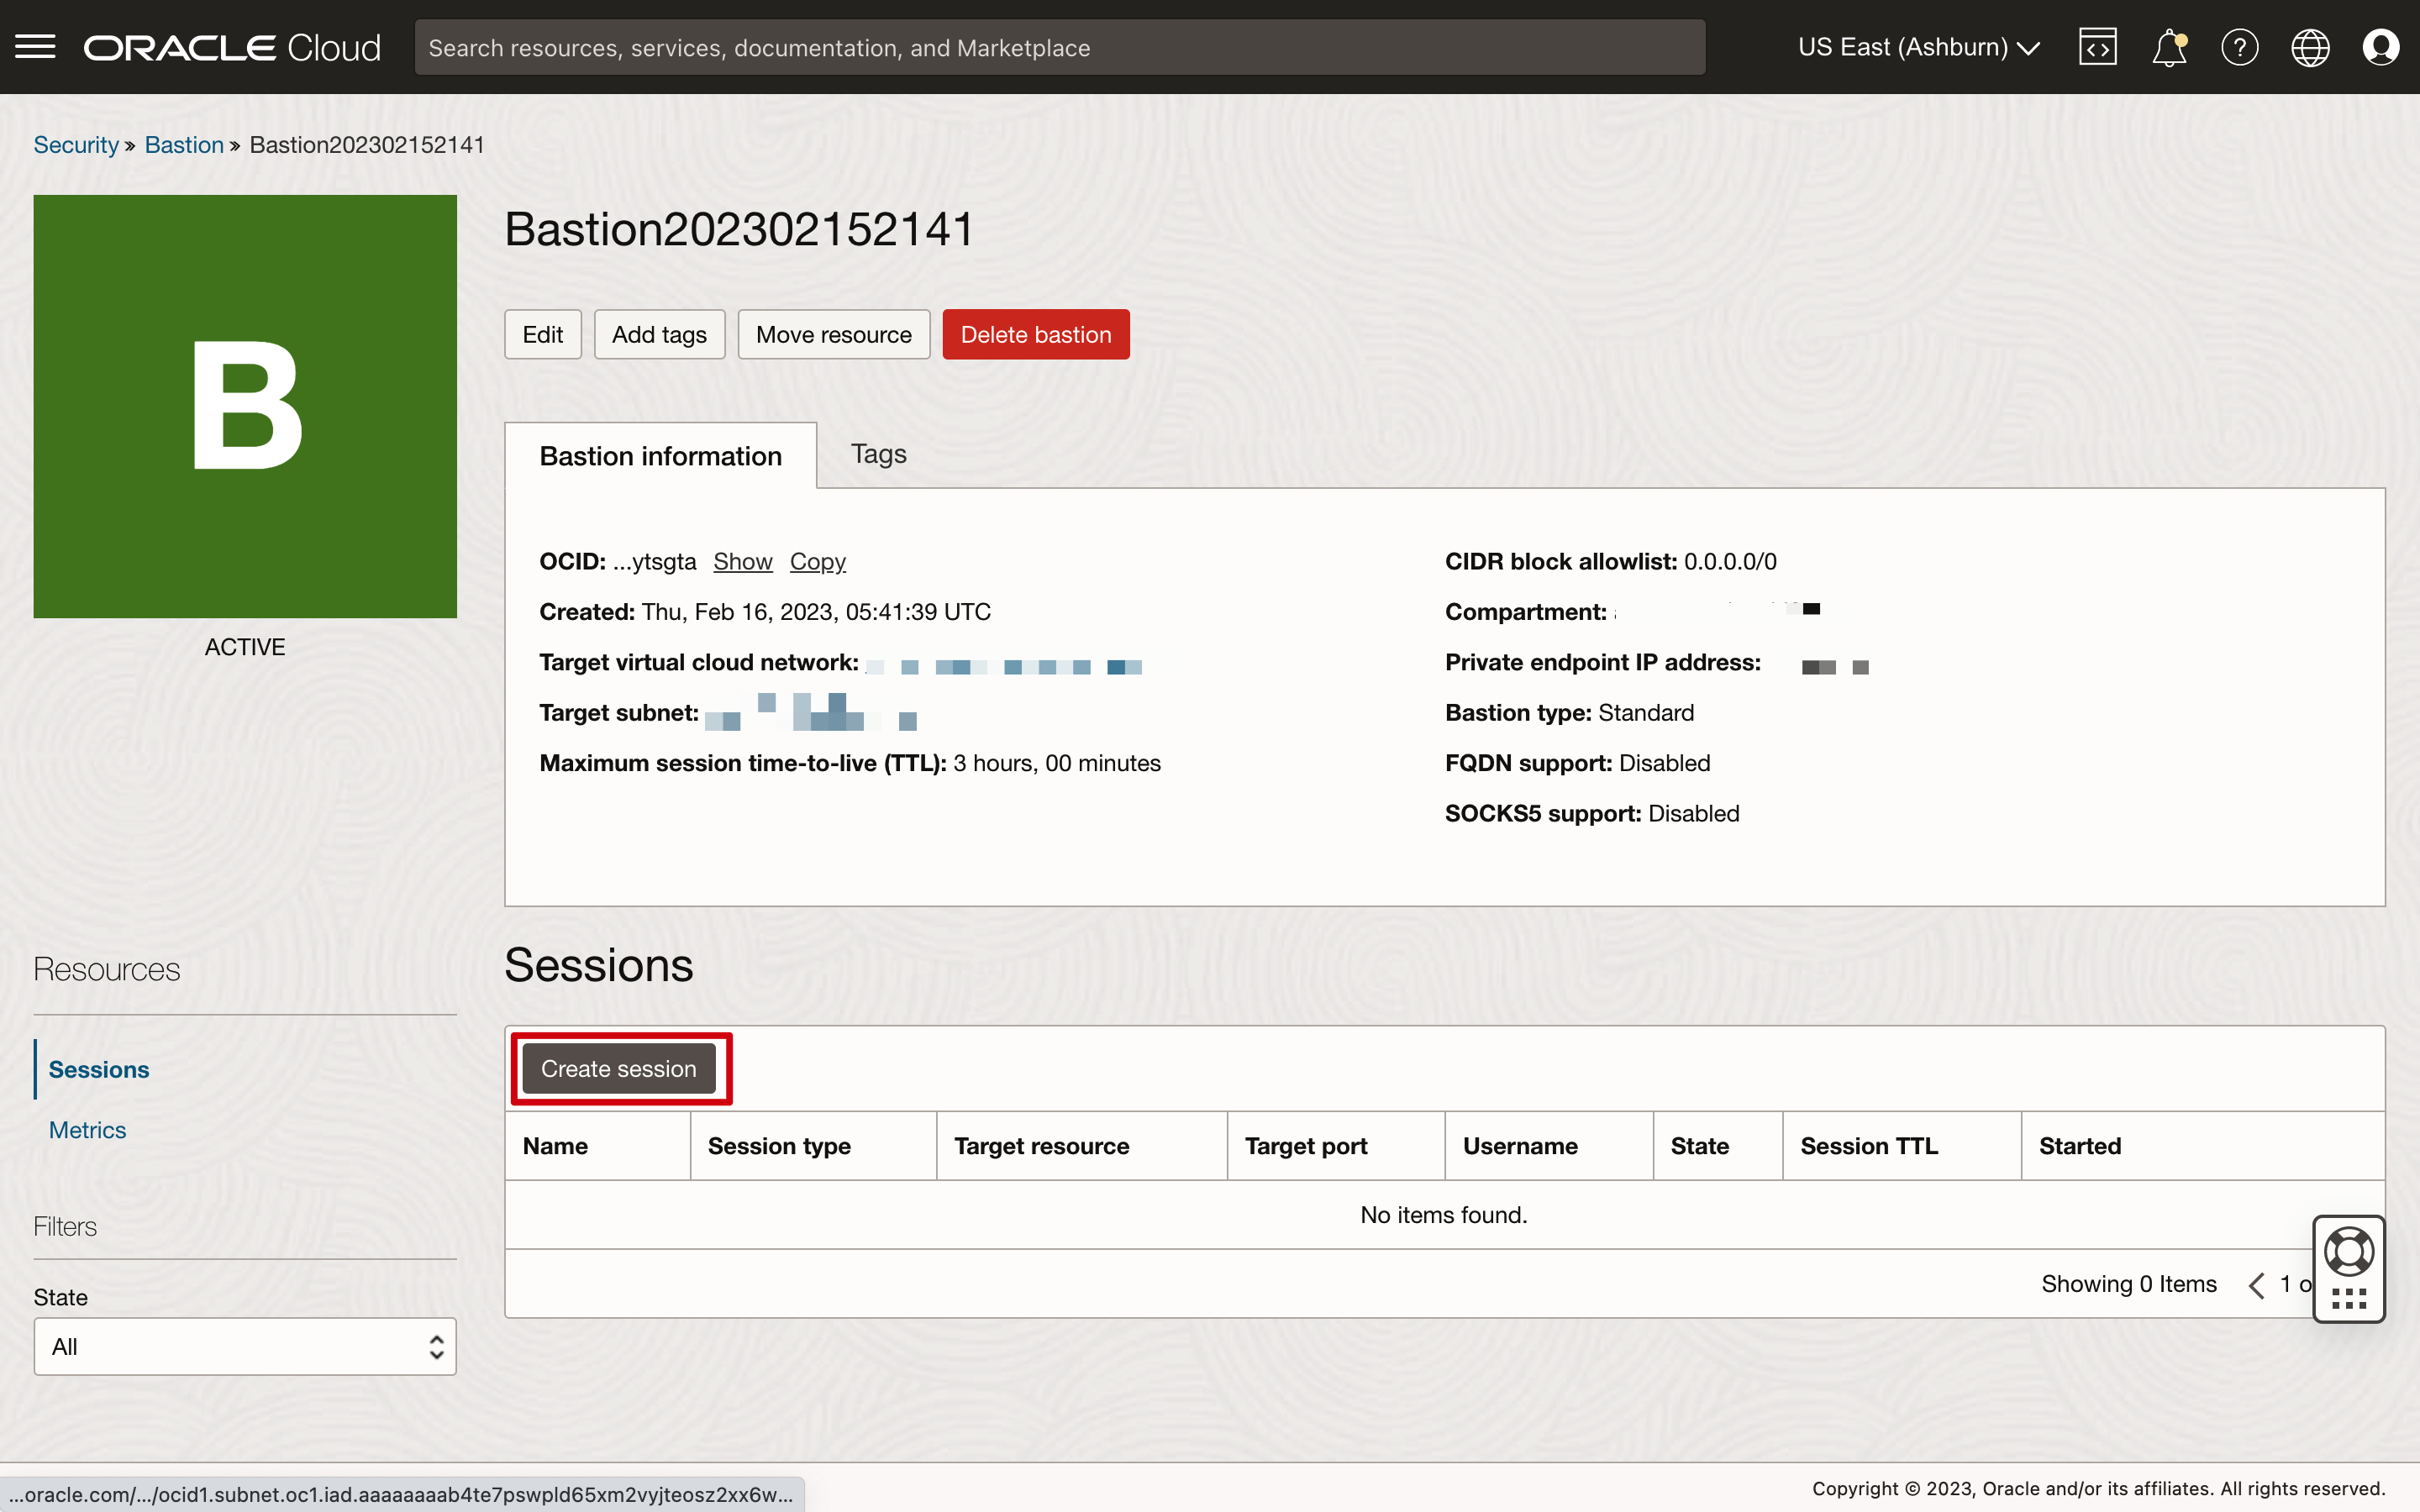 ORACLE Cloud
Search resources, services, documentation, and Marketplace
US East (Ashburn)
Security » Bastion » Bastion202302152141
B
ACTIVE
Bastion202302152141
Edit Add tags Move resource Delete bastion
Bastion information Tags
OCID: ...ytsgta Show Copy
Created: Thu, Feb 16, 2023, 05:41:39 UTC
Target virtual cloud network:
Target subnet:
Maximum session time-to-live (TTL): 3 hours, 00 minutes
CIDR block allowlist: 0.0.0.0/0
Compartment:
Private endpoint IP address:
Bastion type: Standard
FQDN support: Disabled
SOCKS5 support: Disabled
Resources
Sessions
Metrics
Filters
State
All
Sessions
Create session
Name Session type Target resource Target port Username State Session TTL Started
No items found.
Showing 0 Items < 1 o
...oracle.com/.../ocid1.subnet.oc1.iad.aaaaaaaab4te7pswpld65xm2vyjteosz2xx6w...
Copyright © 2023, Oracle and/or its affiliates. All rights reserved.